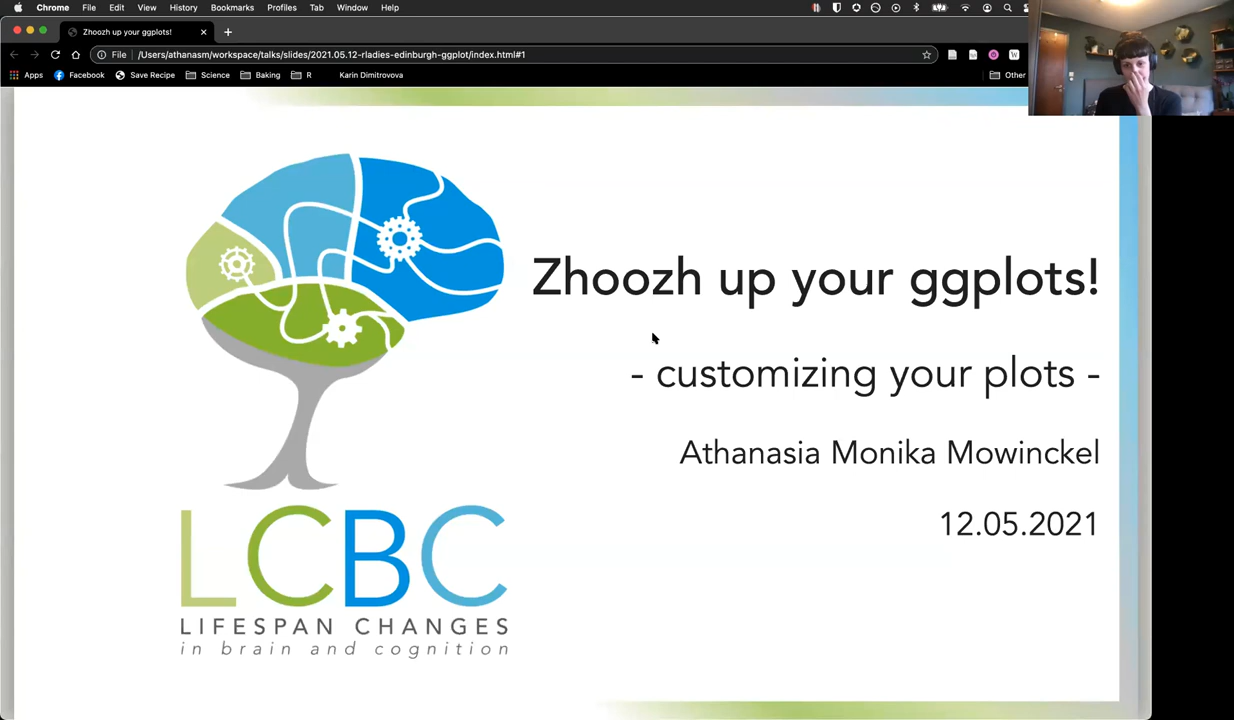 Chrome File Edit View History Bookmarks Profiles Tab Window Help
Zhoozh up your ggplots!
File /Users/athanasm/workspace/talks/slides/2021.05.12-rladies-edinburgh-ggplot/index.html#1
Apps Facebook Save Recipe Science Baking R Karin Dimitrovova Other
Zhoozh up your ggplots!
- customizing your plots -
Athanasia Monika Mowinckel
12.05.2021
LCBC
LIFESPAN CHANGES
in brain and cognition